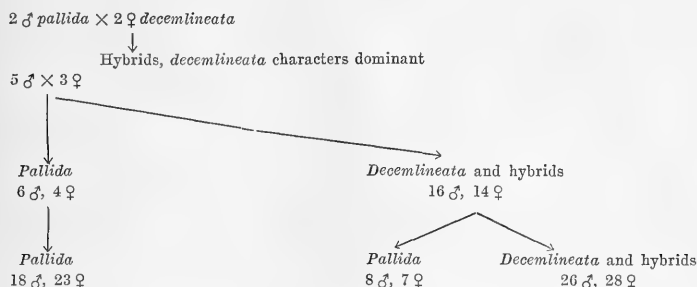 2 ♂ pallida × 2 ♀ decemlineata
Hybrids, decemlineata characters dominant
5 ♂ × 3 ♀
Pallida Decemlineata and hybrids
6 ♂, 4 ♀ 16 ♂, 14 ♀
Pallida Pallida Decemlineata and hybrids
18 ♂, 23 ♀ 8 ♂, 7 ♀ 26 ♂, 28 ♀